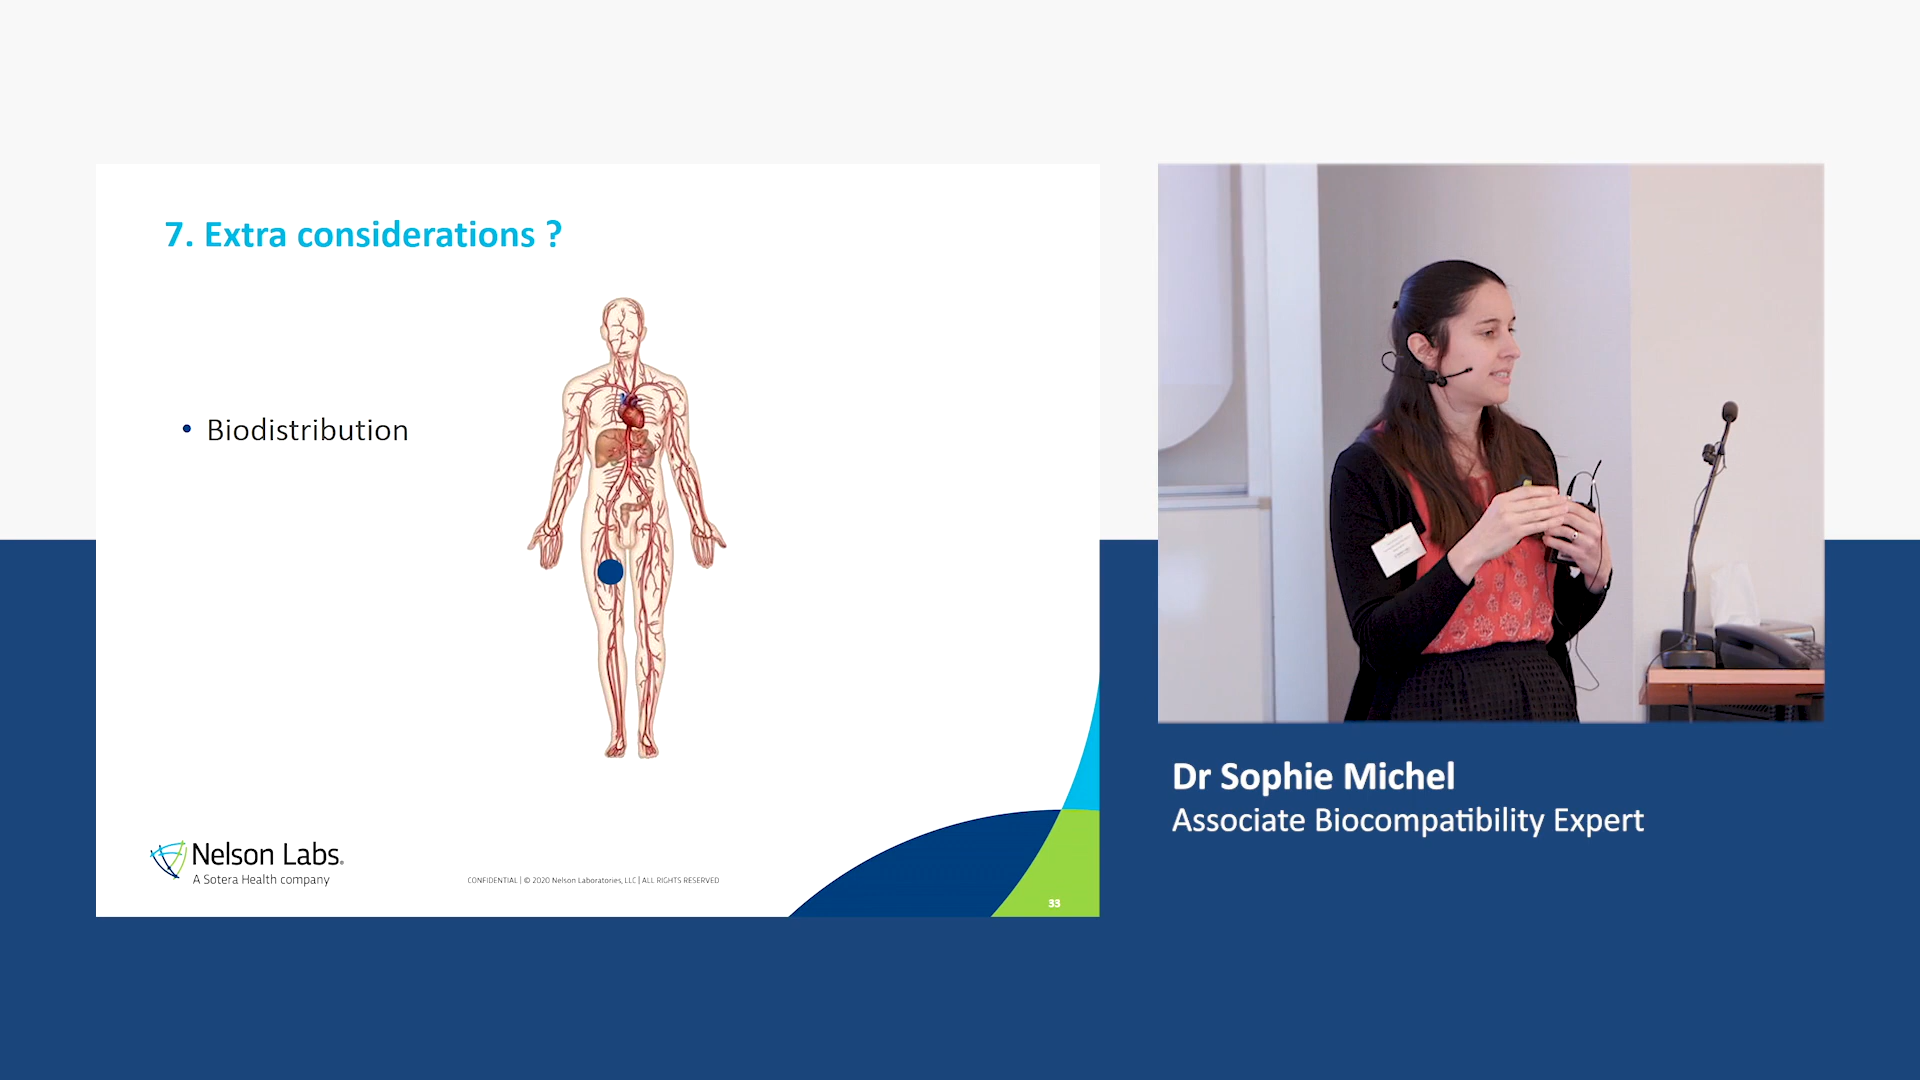 7. Extra considerations ?
• Biodistribution
Nelson Labs.
A Sotera Health company
CONFIDENTIAL | © 2020 Nelson Laboratories, LLC | ALL RIGHTS RESERVED
33
Dr Sophie Michel
Associate Biocompatibility Expert